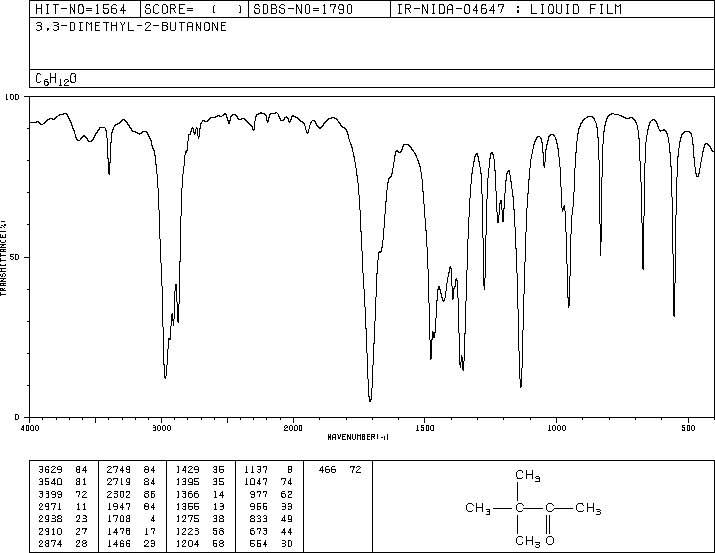 HIT-NO=1564 SCORE= ( ) SDBS-NO=1790 IR-NIDA-04647 : LIQUID FILM
3,3-DIMETHYL-2-BUTANONE
C6H12O
100
50
0
TRANSMITTANCE(%)
4000 3000 2000 1500 1000 500
WAVENUMBER(-1)
3629 84 2749 84 1429 35 1137 8 466 72
3540 81 2719 84 1395 35 1047 74
3399 72 2302 86 1366 14 977 62
2971 11 1947 84 1355 13 955 33
2938 23 1708 4 1275 38 833 49
2910 27 1478 17 1223 58 673 44
2874 28 1466 29 1204 58 554 30
CH3
CH3 C C CH3
CH3 O